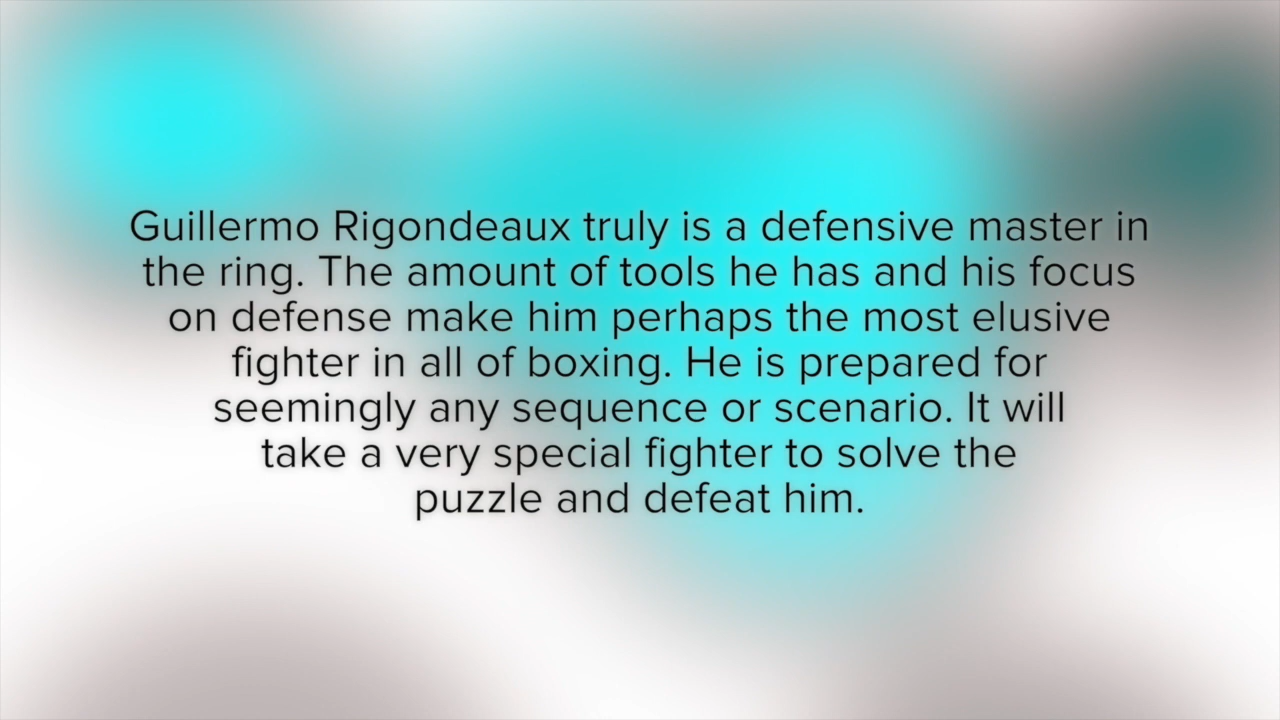 Guillermo Rigondeaux truly is a defensive master in
the ring. The amount of tools he has and his focus
on defense make him perhaps the most elusive
fighter in all of boxing. He is prepared for
seemingly any sequence or scenario. It will
take a very special fighter to solve the
puzzle and defeat him.